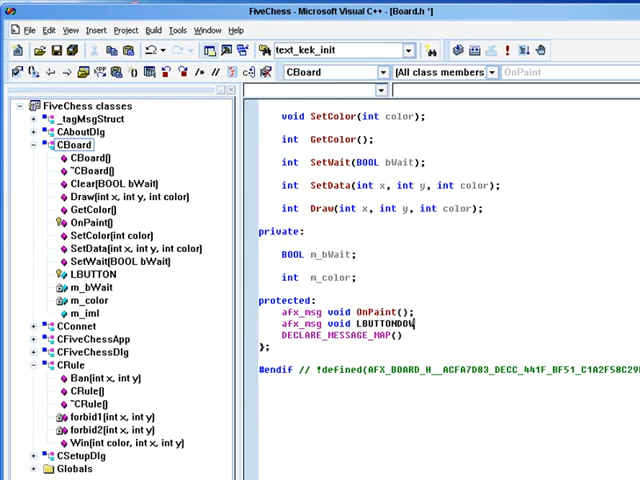 FiveChess - Microsoft Visual C++ - [Board.h *]
File Edit View Insert Project Build Tools Window Help
text_kek_init
CBoard
(All class members)
OnPaint
FiveChess classes
_tagMsgStruct
CAboutDlg
CBoard
CBoard()
~CBoard()
Clear(BOOL bWait)
Draw(int x, int y, int color)
GetColor()
OnPaint()
SetColor(int color)
SetData(int x, int y, int color)
SetWait(BOOL bWait)
LBUTTON
m_bWait
m_color
m_iml
CConnet
CFiveChessApp
CFiveChessDlg
CRule
Ban(int x, int y)
CRule()
~CRule()
forbid1(int x, int y)
forbid2(int x, int y)
Win(int color, int x, int y)
CSetupDlg
Globals
void SetColor(int color);
int GetColor();
int SetWait(BOOL bWait);
int SetData(int x, int y, int color);
int Draw(int x, int y, int color);
private:
BOOL m_bWait;
int m_color;
protected:
afx_msg void OnPaint();
afx_msg void LBUTTONDOW
DECLARE_MESSAGE_MAP()
};
#endif // !defined(AFX_BOARD_H__ACFA7D83_DECC_441F_BF51_C1A2F58C29